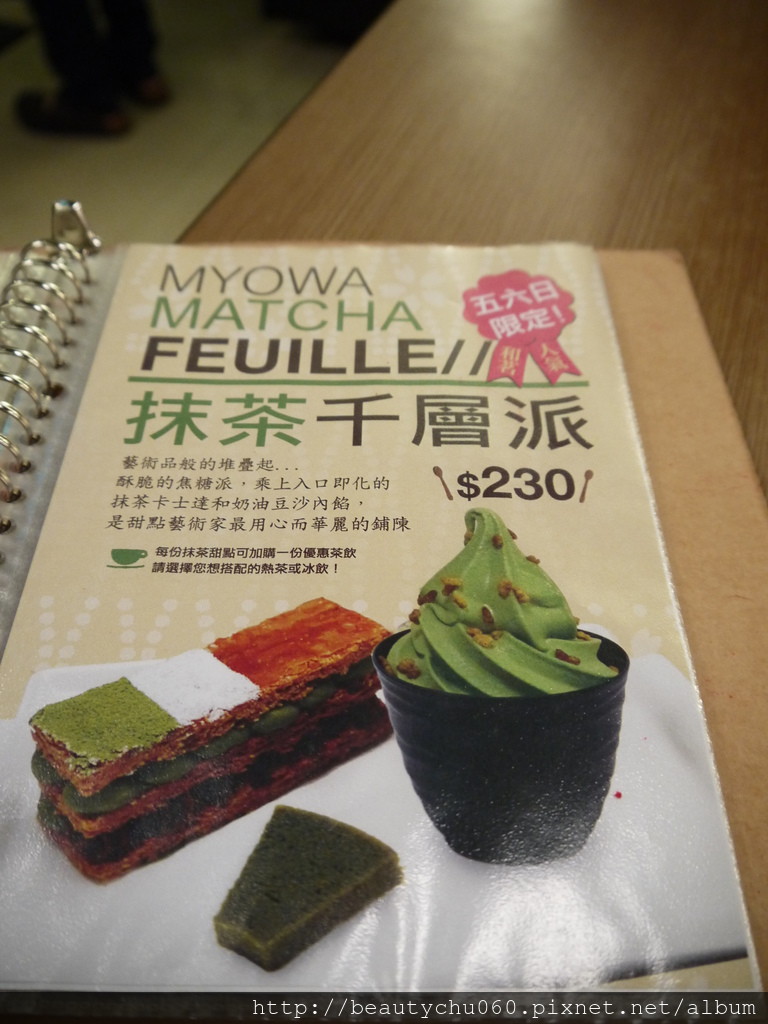 MYOWA
MATCHA
FEUILLE//
五六日
限定!
人氣
抹茶千層派
$230
藝術品般的堆疊起...
酥脆的焦糖派，乘上入口即化的
抹茶卡士達和奶油豆沙內餡，
是甜點藝術家最用心而華麗的鋪陳
每份抹茶甜點可加購一份優惠茶飲
請選擇您想搭配的熱茶或冰飲！
http://beautychu060.pixnet.net/album